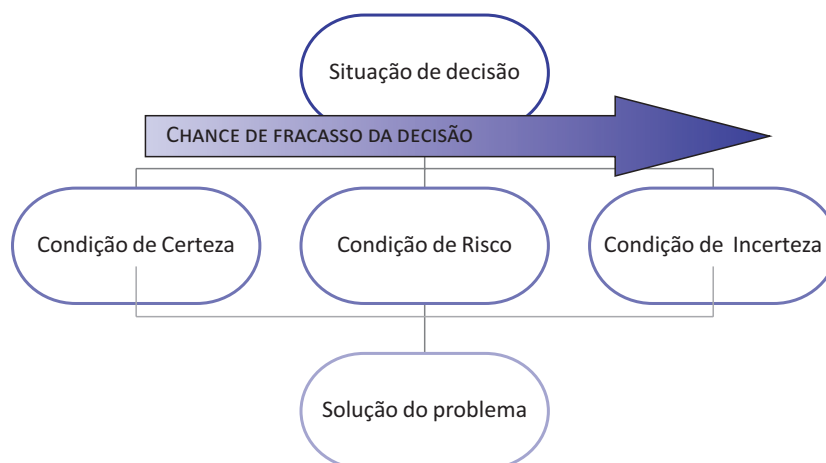 Situação de decisão
CHANCE DE FRACASSO DA DECISÃO
Condição de Certeza
Condição de Risco
Condição de Incerteza
Solução do problema